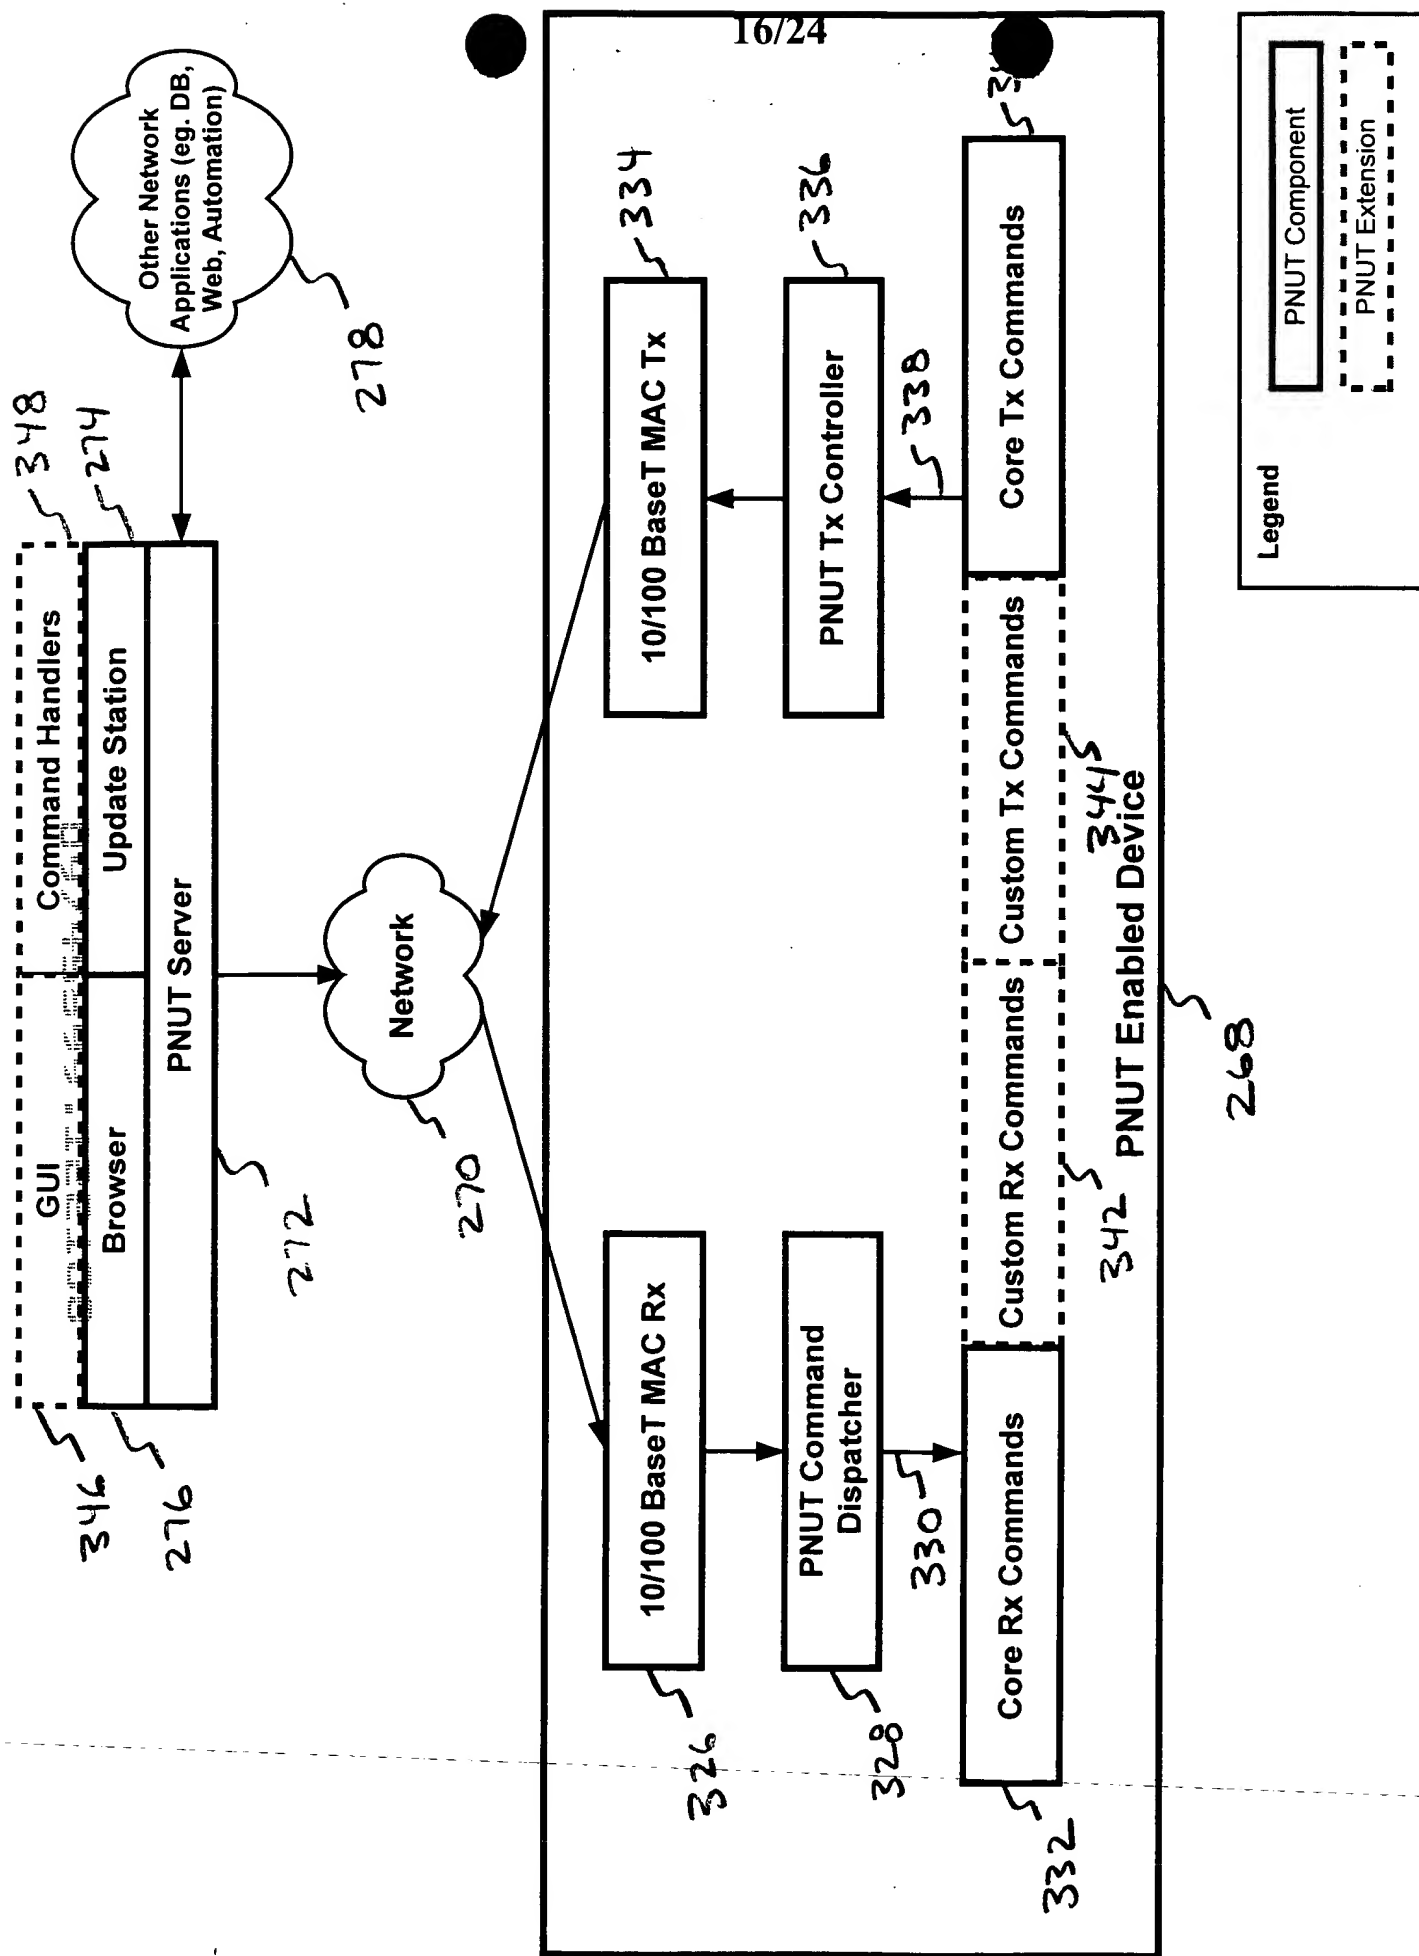 16/24
GUI
Command Handlers
348
346
Browser
Update Station
274
276
PNUT Server
272
Other Network
Applications (eg. DB,
Web, Automation)
278
Network
270
10/100 BaseT MAC Rx
326
10/100 BaseT MAC Tx
334
PNUT Command
Dispatcher
328
PNUT Tx Controller
336
330
338
Core Rx Commands
Custom Rx Commands
Custom Tx Commands
Core Tx Commands
332
342
344
PNUT Enabled Device
268
Legend
PNUT Component
PNUT Extension